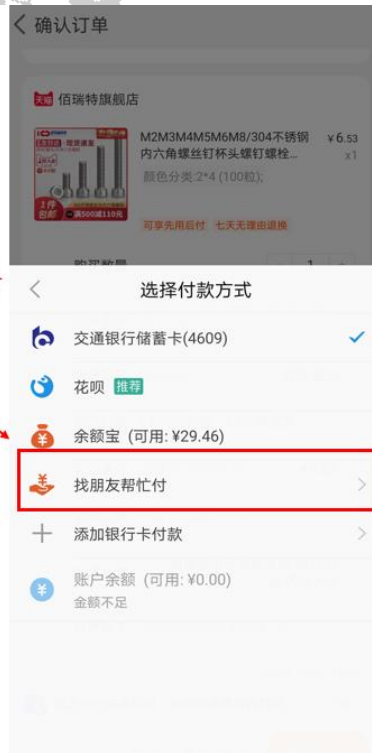 确认订单
天猫 佰瑞特旗舰店
M2M3M4M5M6M8/304不锈钢
内六角螺丝钉杯头螺钉螺栓...
¥6.53
x1
颜色分类:2*4 (100粒);
1件
包邮
满500减110元
可享先用后付 七天无理由退换
购买数量
1 +
选择付款方式
交通银行储蓄卡(4609)
花呗 推荐
余额宝 (可用: ¥29.46)
找朋友帮忙付
添加银行卡付款
账户余额 (可用: ¥0.00)
金额不足